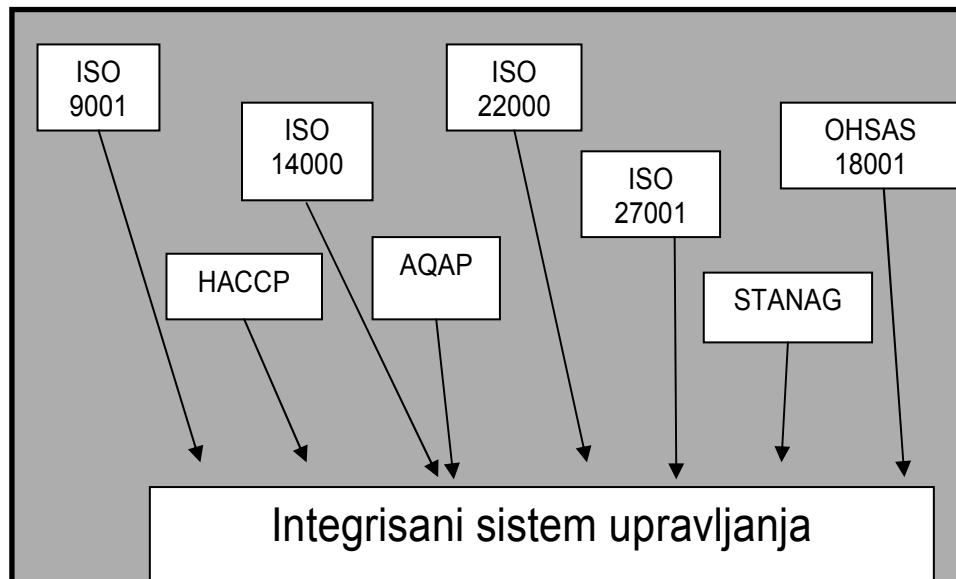 ISO
9001
ISO
14000
ISO
22000
ISO
27001
OHSAS
18001
HACCP
AQAP
STANAG
Integrisani sistem upravljanja